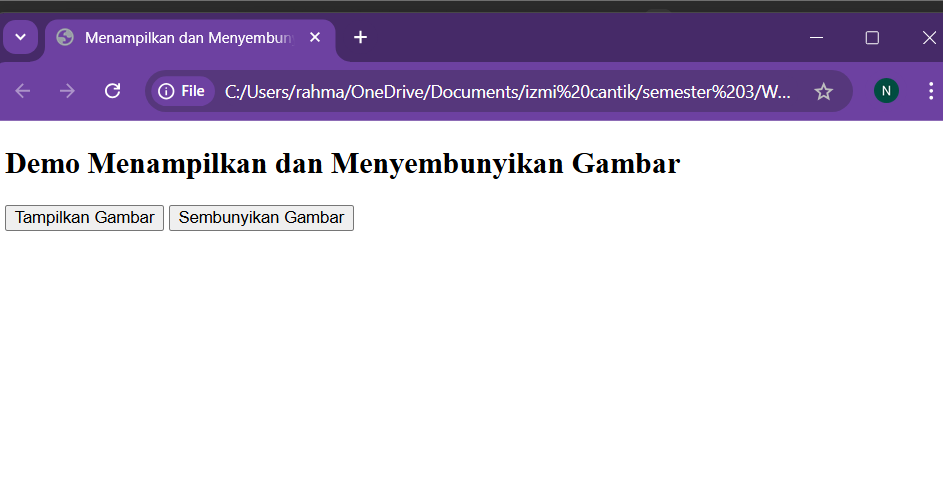 Menampilkan dan Menyembun
File
C:/Users/rahma/OneDrive/Documents/izmi%20cantik/semester%203/W...
N
Demo Menampilkan dan Menyembunyikan Gambar
Tampilkan Gambar Sembunyikan Gambar